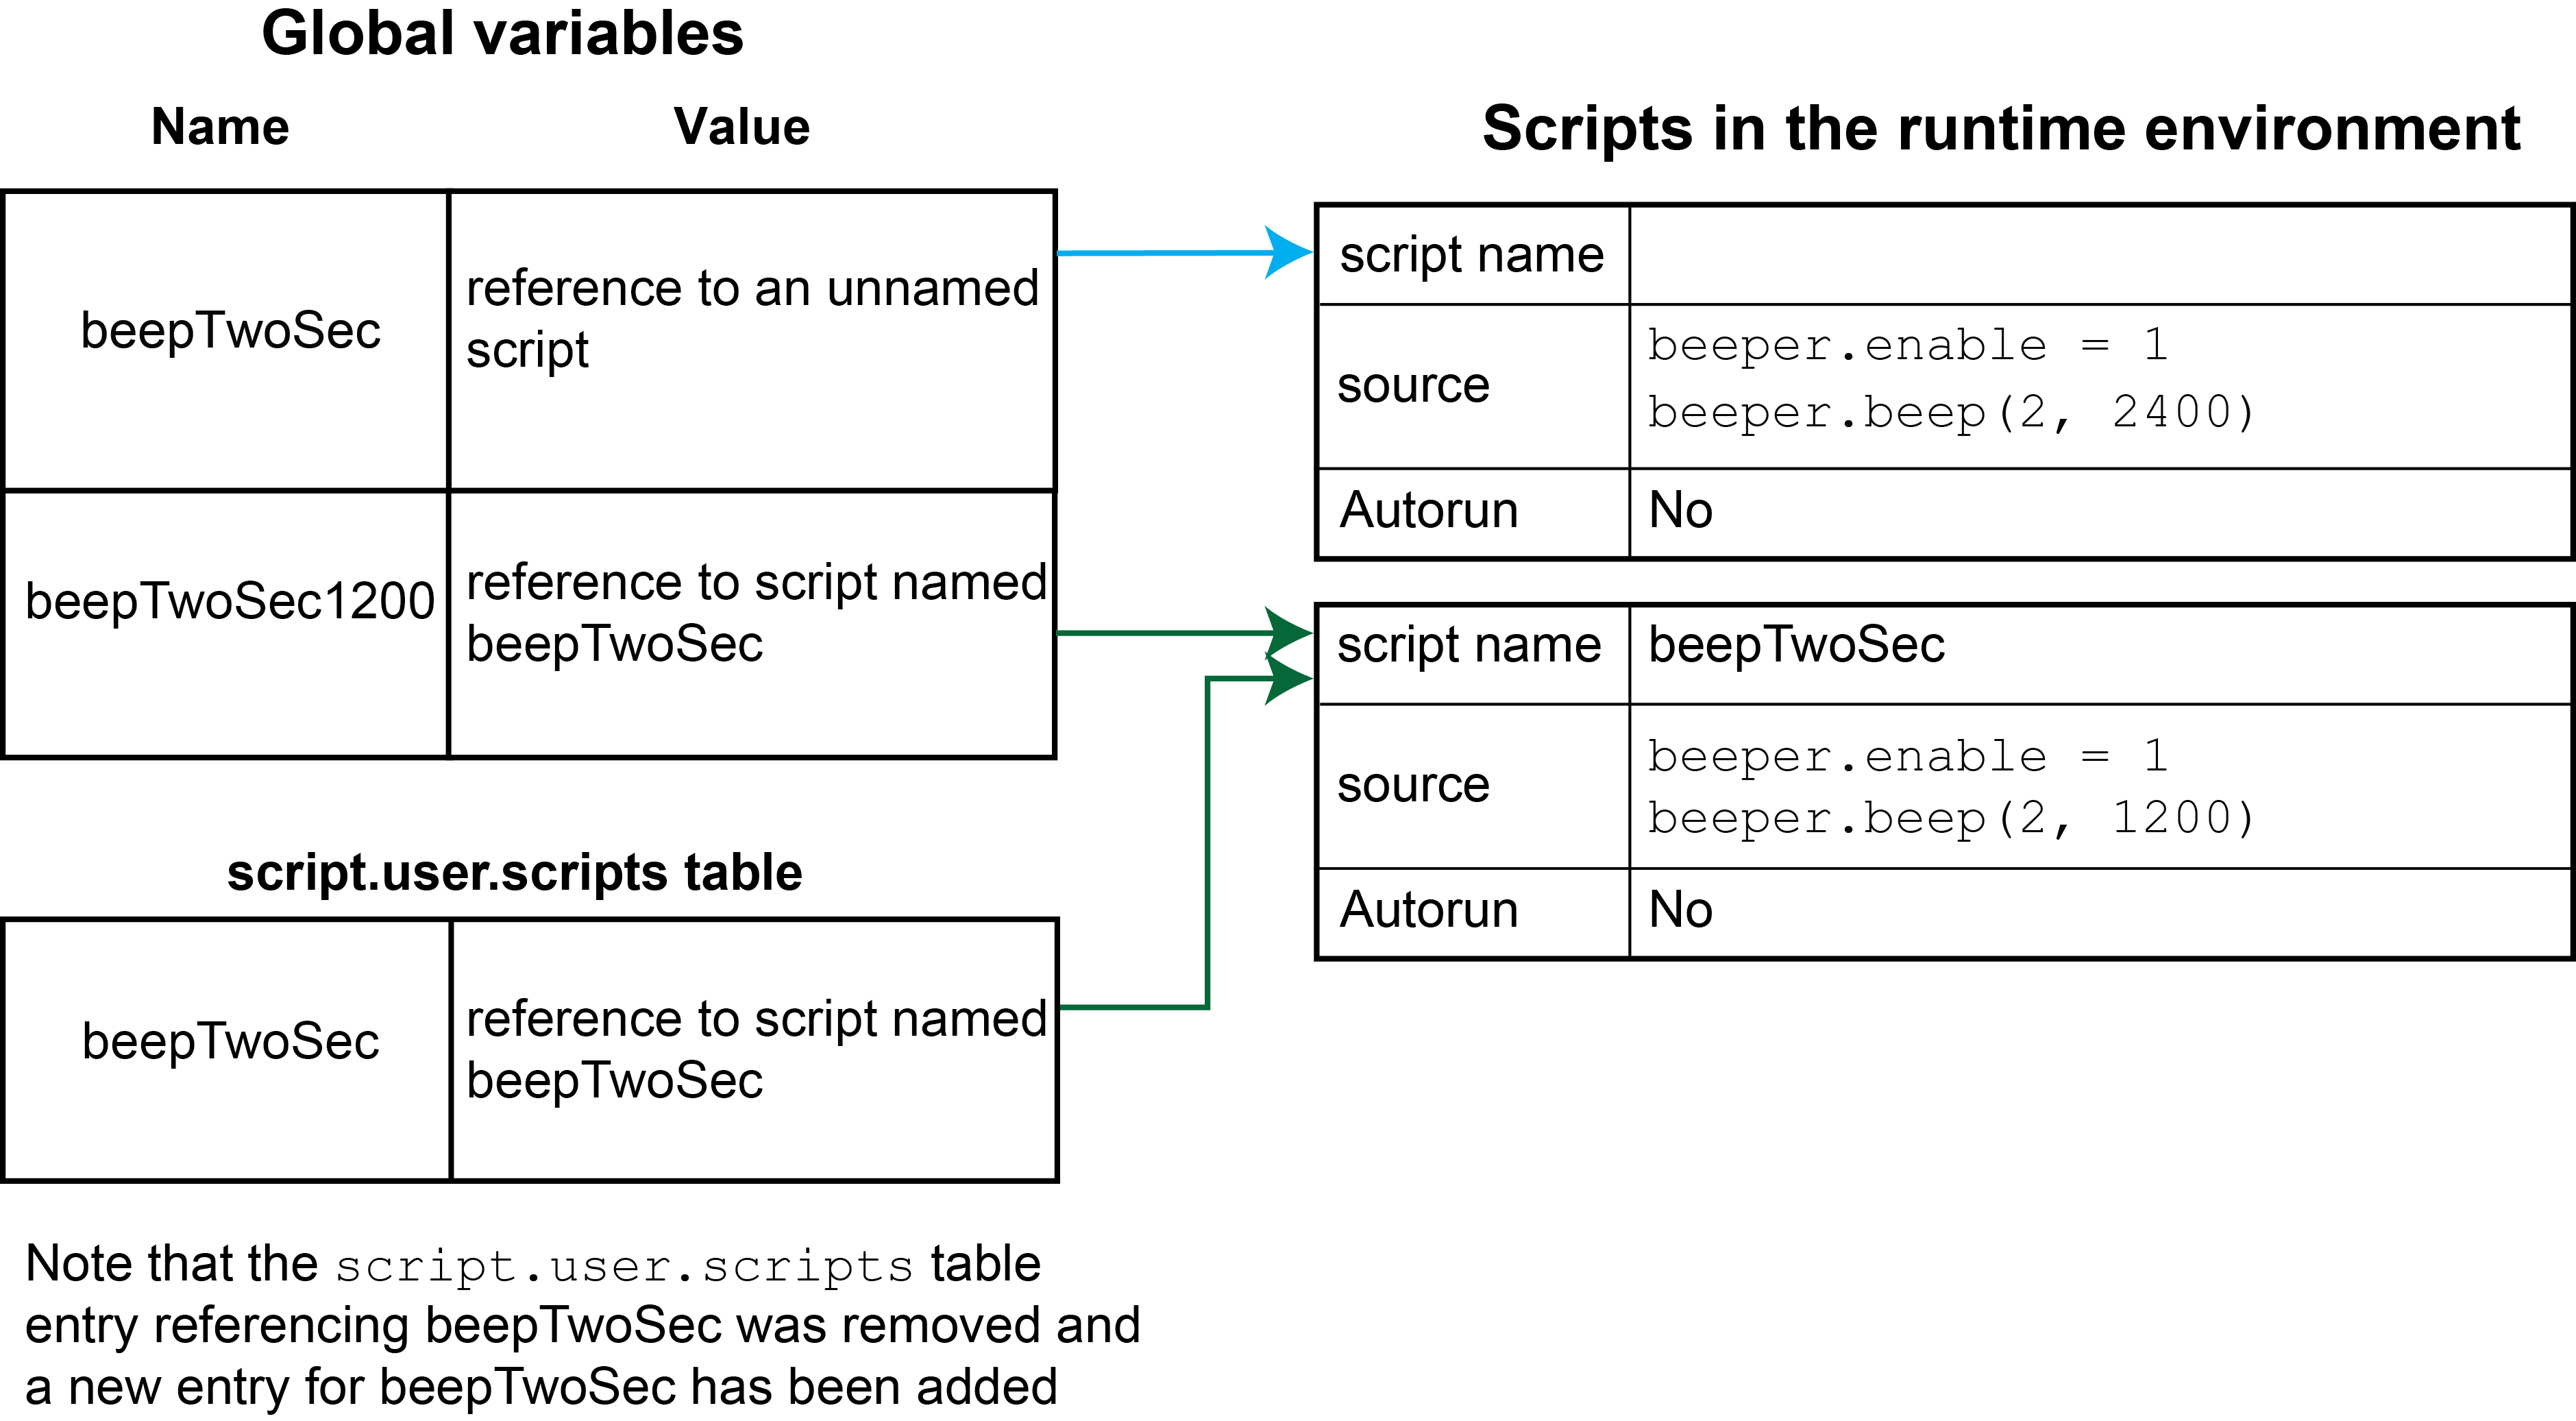 Global variables
Name
Value
beepTwoSec
reference to an unnamed
script
beepTwoSec1200
reference to script named
beepTwoSec
script.user.scripts table
beepTwoSec
reference to script named
beepTwoSec
Note that the script.user.scripts table
entry referencing beepTwoSec was removed and
a new entry for beepTwoSec has been added
Scripts in the runtime environment
script name
source
beeper.enable = 1
beeper.beep(2, 2400)
Autorun
No
script name
beepTwoSec
source
beeper.enable = 1
beeper.beep(2, 1200)
Autorun
No